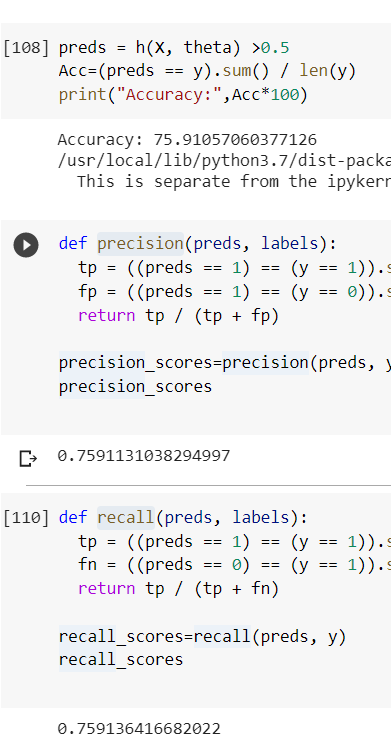 [108] preds = h(X, theta) >0.5
Acc=(preds == y).sum() / len(y)
print("Accuracy:",Acc*100)
Accuracy: 75.91057060377126
/usr/local/lib/python3.7/dist-packa
This is separate from the ipykern
def precision(preds, labels):
tp = ((preds == 1) == (y == 1)).s
fp = ((preds == 1) == (y == 0)).s
return tp / (tp + fp)
precision_scores=precision(preds, y
precision_scores
0.7591131038294997
[110] def recall(preds, labels):
tp = ((preds == 1) == (y == 1)).s
fn = ((preds == 0) == (y == 1)).s
return tp / (tp + fn)
recall_scores=recall(preds, y)
recall_scores
0.759136416682022